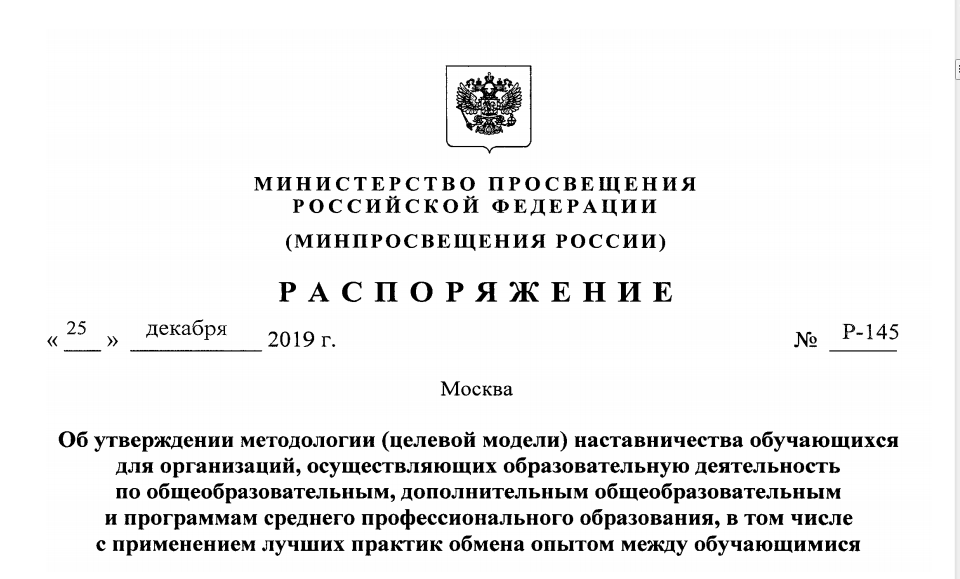 МИНИСТЕРСТВО ПРОСВЕЩЕНИЯ
РОССИЙСКОЙ ФЕДЕРАЦИИ
(МИНПРОСВЕЩЕНИЯ РОССИИ)
РАСПОРЯЖЕНИЕ
« 25 » декабря 2019 г. № Р-145
Москва
Об утверждении методологии (целевой модели) наставничества обучающихся
для организаций, осуществляющих образовательную деятельность
по общеобразовательным, дополнительным общеобразовательным
и программам среднего профессионального образования, в том числе
с применением лучших практик обмена опытом между обучающимися